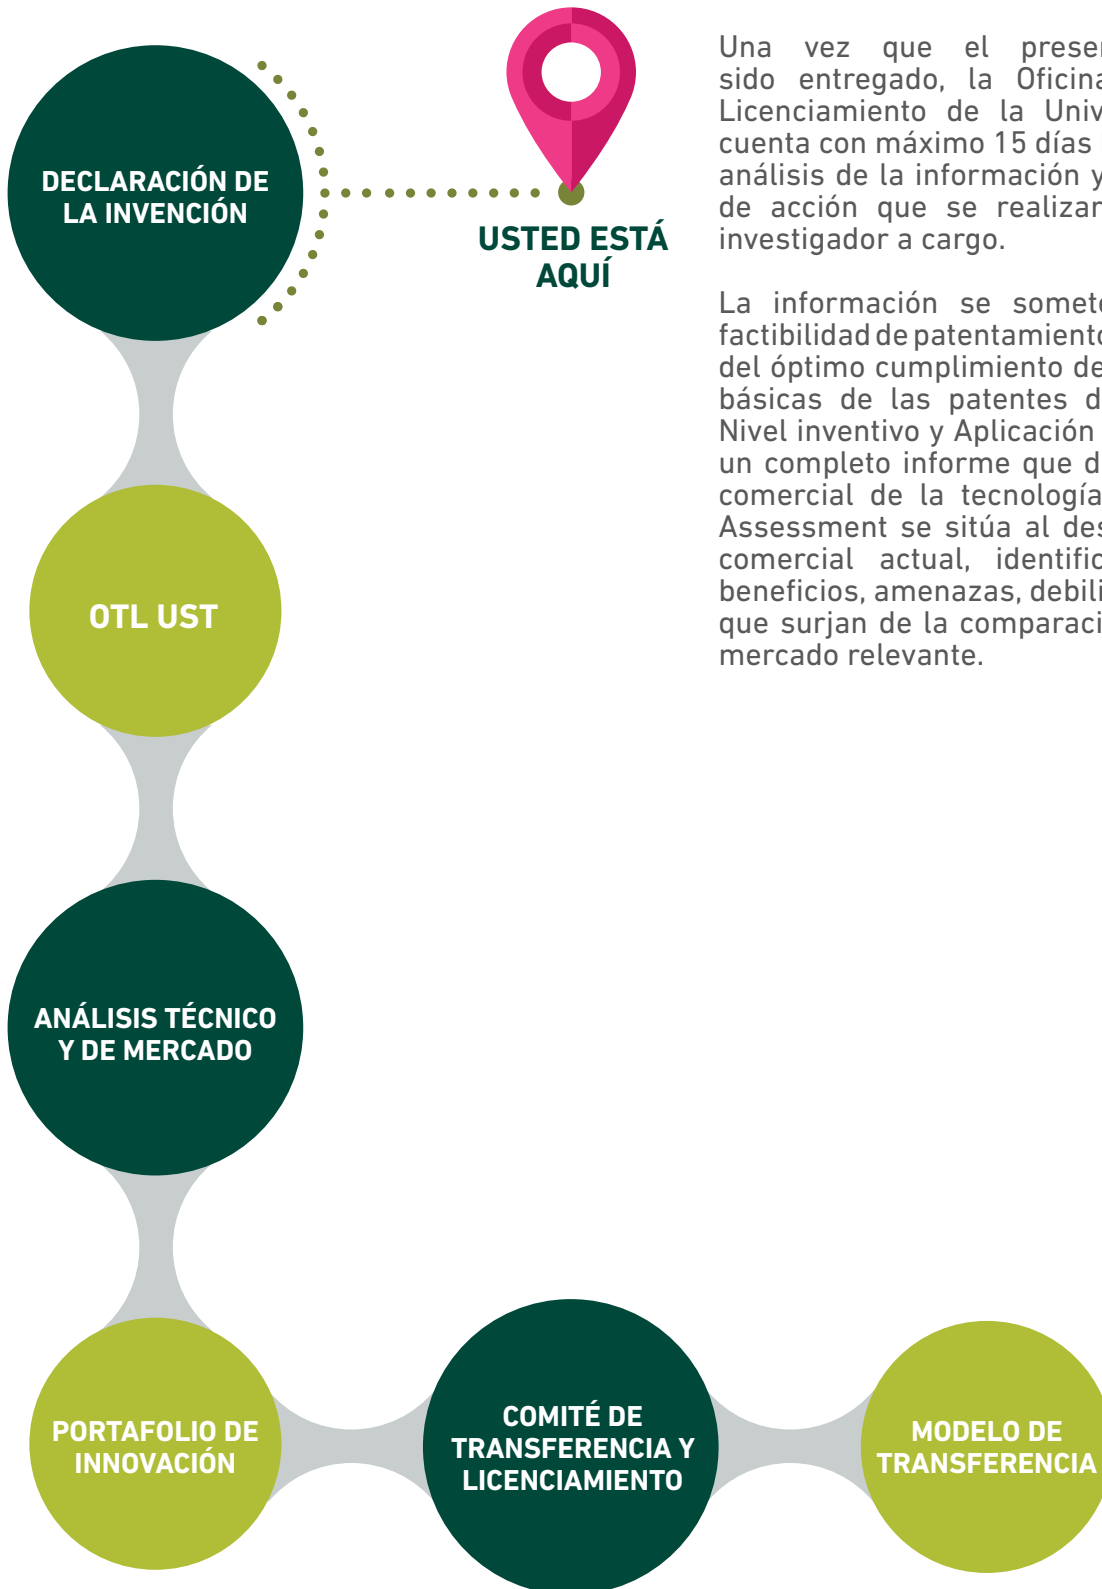 DECLARACIÓN DE
LA INVENCIÓN
USTED ESTÁ
AQUÍ
Una vez que el
sido entregado, la
Licenciamiento de la
cuenta con máximo 15 días
análisis de la información y
de acción que se
investigador a cargo.
La información se
factibilidad de patentamiento
del óptimo cumplimiento
básicas de las patentes
Nivel inventivo y Aplicación
un completo informe que
comercial de la tecnología
Assessment se sitúa al
comercial actual,
beneficios, amenazas,
que surjan de la
mercado relevante.
OTL UST
ANÁLISIS TÉCNICO
Y DE MERCADO
PORTAFOLIO DE
INNOVACIÓN
COMITÉ DE
TRANSFERENCIA Y
LICENCIAMIENTO
MODELO DE
TRANSFERENCIA